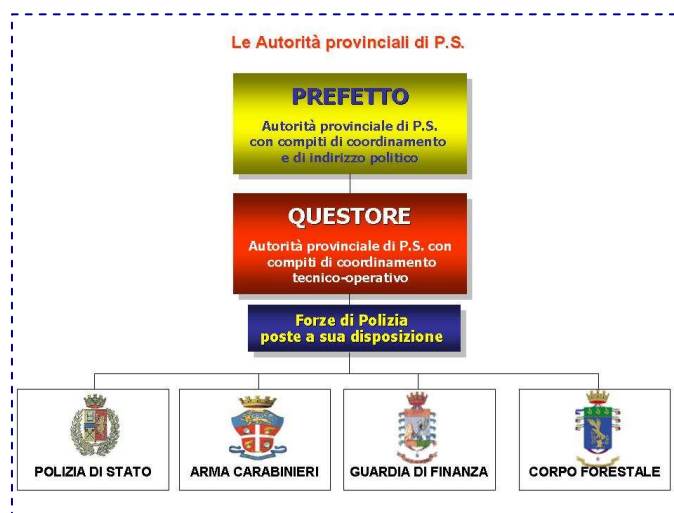 Le Autorità provinciali di P.S.
PREFETTO
Autorità provinciale di P.S.
con compiti di coordinamento
e di indirizzo politico
QUESTORE
Autorità provinciale di P.S. con
compiti di coordinamento
tecnico-operativo
Forze di Polizia
poste a sua disposizione
POLIZIA DI STATO
ARMA CARABINIERI
GUARDIA DI FINANZA
CORPO FORESTALE